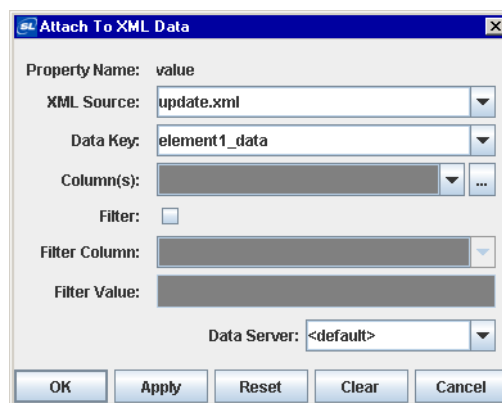 SL Attach To XML Data
Property Name: value
XML Source: update.xml
Data Key: element1_data
Column(s): ...
Filter:
Filter Column:
Filter Value:
Data Server: <default>
OK Apply Reset Clear Cancel